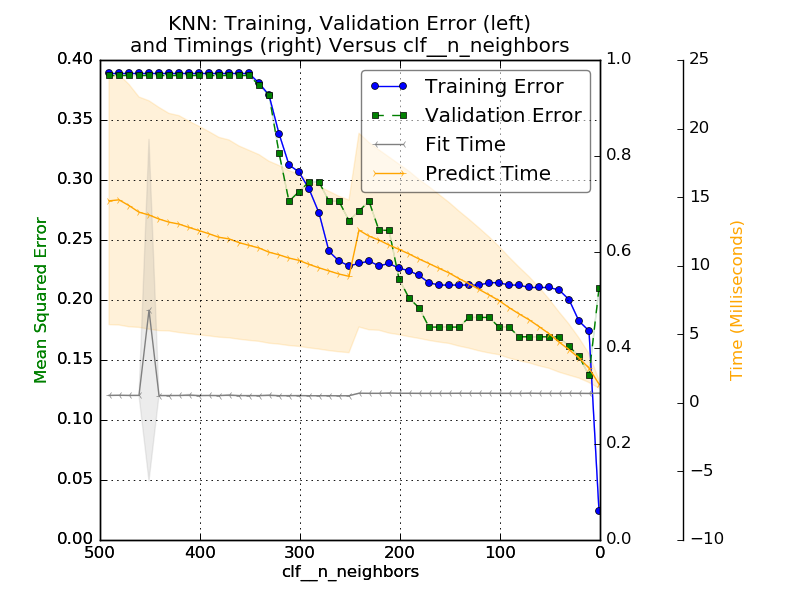 KNN: Training, Validation Error (left)
and Timings (right) Versus clf__n_neighbors
Training Error
Validation Error
Fit Time
Predict Time
Mean Squared Error
0.40
0.35
0.30
0.25
0.20
0.15
0.10
0.05
0.00
1.0
0.8
0.6
0.4
0.2
0.0
25
20
15
10
5
0
−5
−10
Time (Milliseconds)
500 400 300 200 100 0
clf__n_neighbors